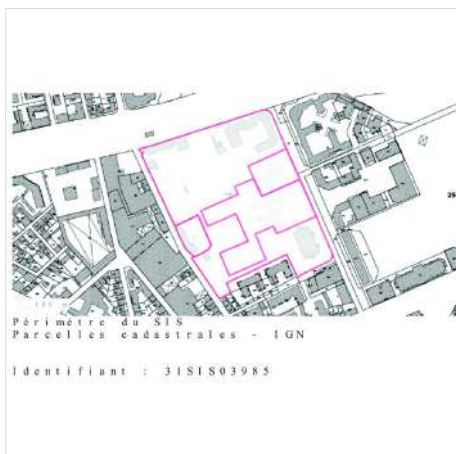 Périmètre du SIS
Parcelles cadastrales - IGN
Identifiant : 31SIS03985